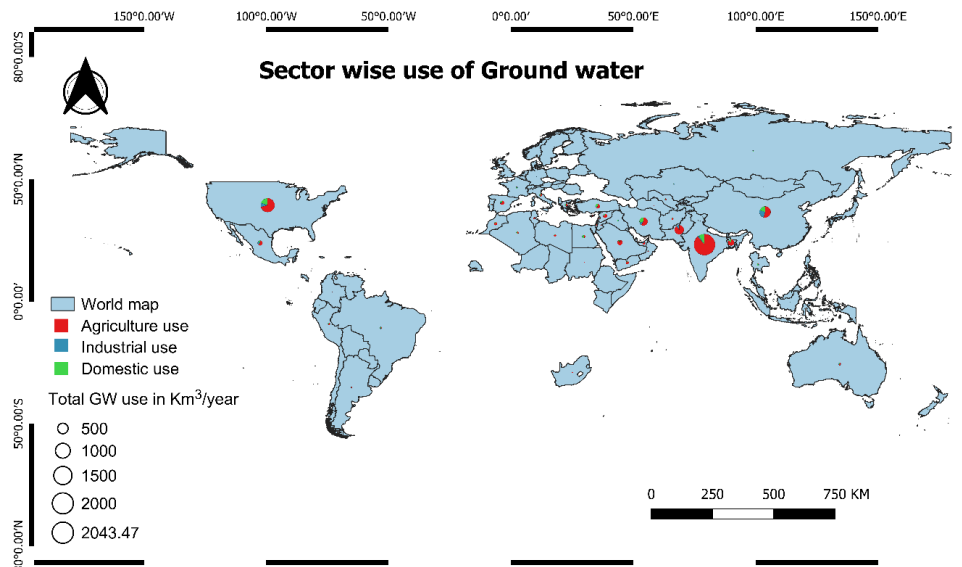 150°0.00'W 100°0.00'W 0°0.00' 50°0.00'E 100°0.00'E 150°0.00'E
80°0.00'S
Sector wise use of Ground water
50°0.00'N
0°0.00'
World map
Agriculture use
Industrial use
Domestic use
Total GW use in Km³/year
500
1000
1500
2000
2043.47
50°0.00'S
0 250 500 750 KM
0°0.00'N